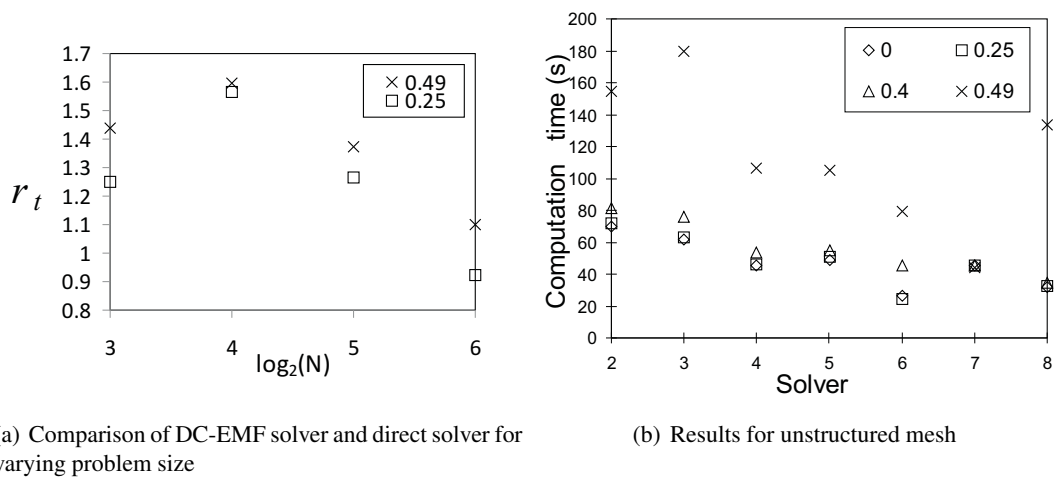 1.7
1.6
1.5
1.4
1.3
1.2
1.1
1
0.9
0.8
r t
0.49
0.25
3 4 5 6
log2(N)
200
180
160
140
120
100
80
60
40
20
0
Computation time (s)
0 0.25
0.4 0.49
2 3 4 5 6 7 8
Solver
a) Comparison of DC-EMF solver and direct solver for
varying problem size
(b) Results for unstructured mesh